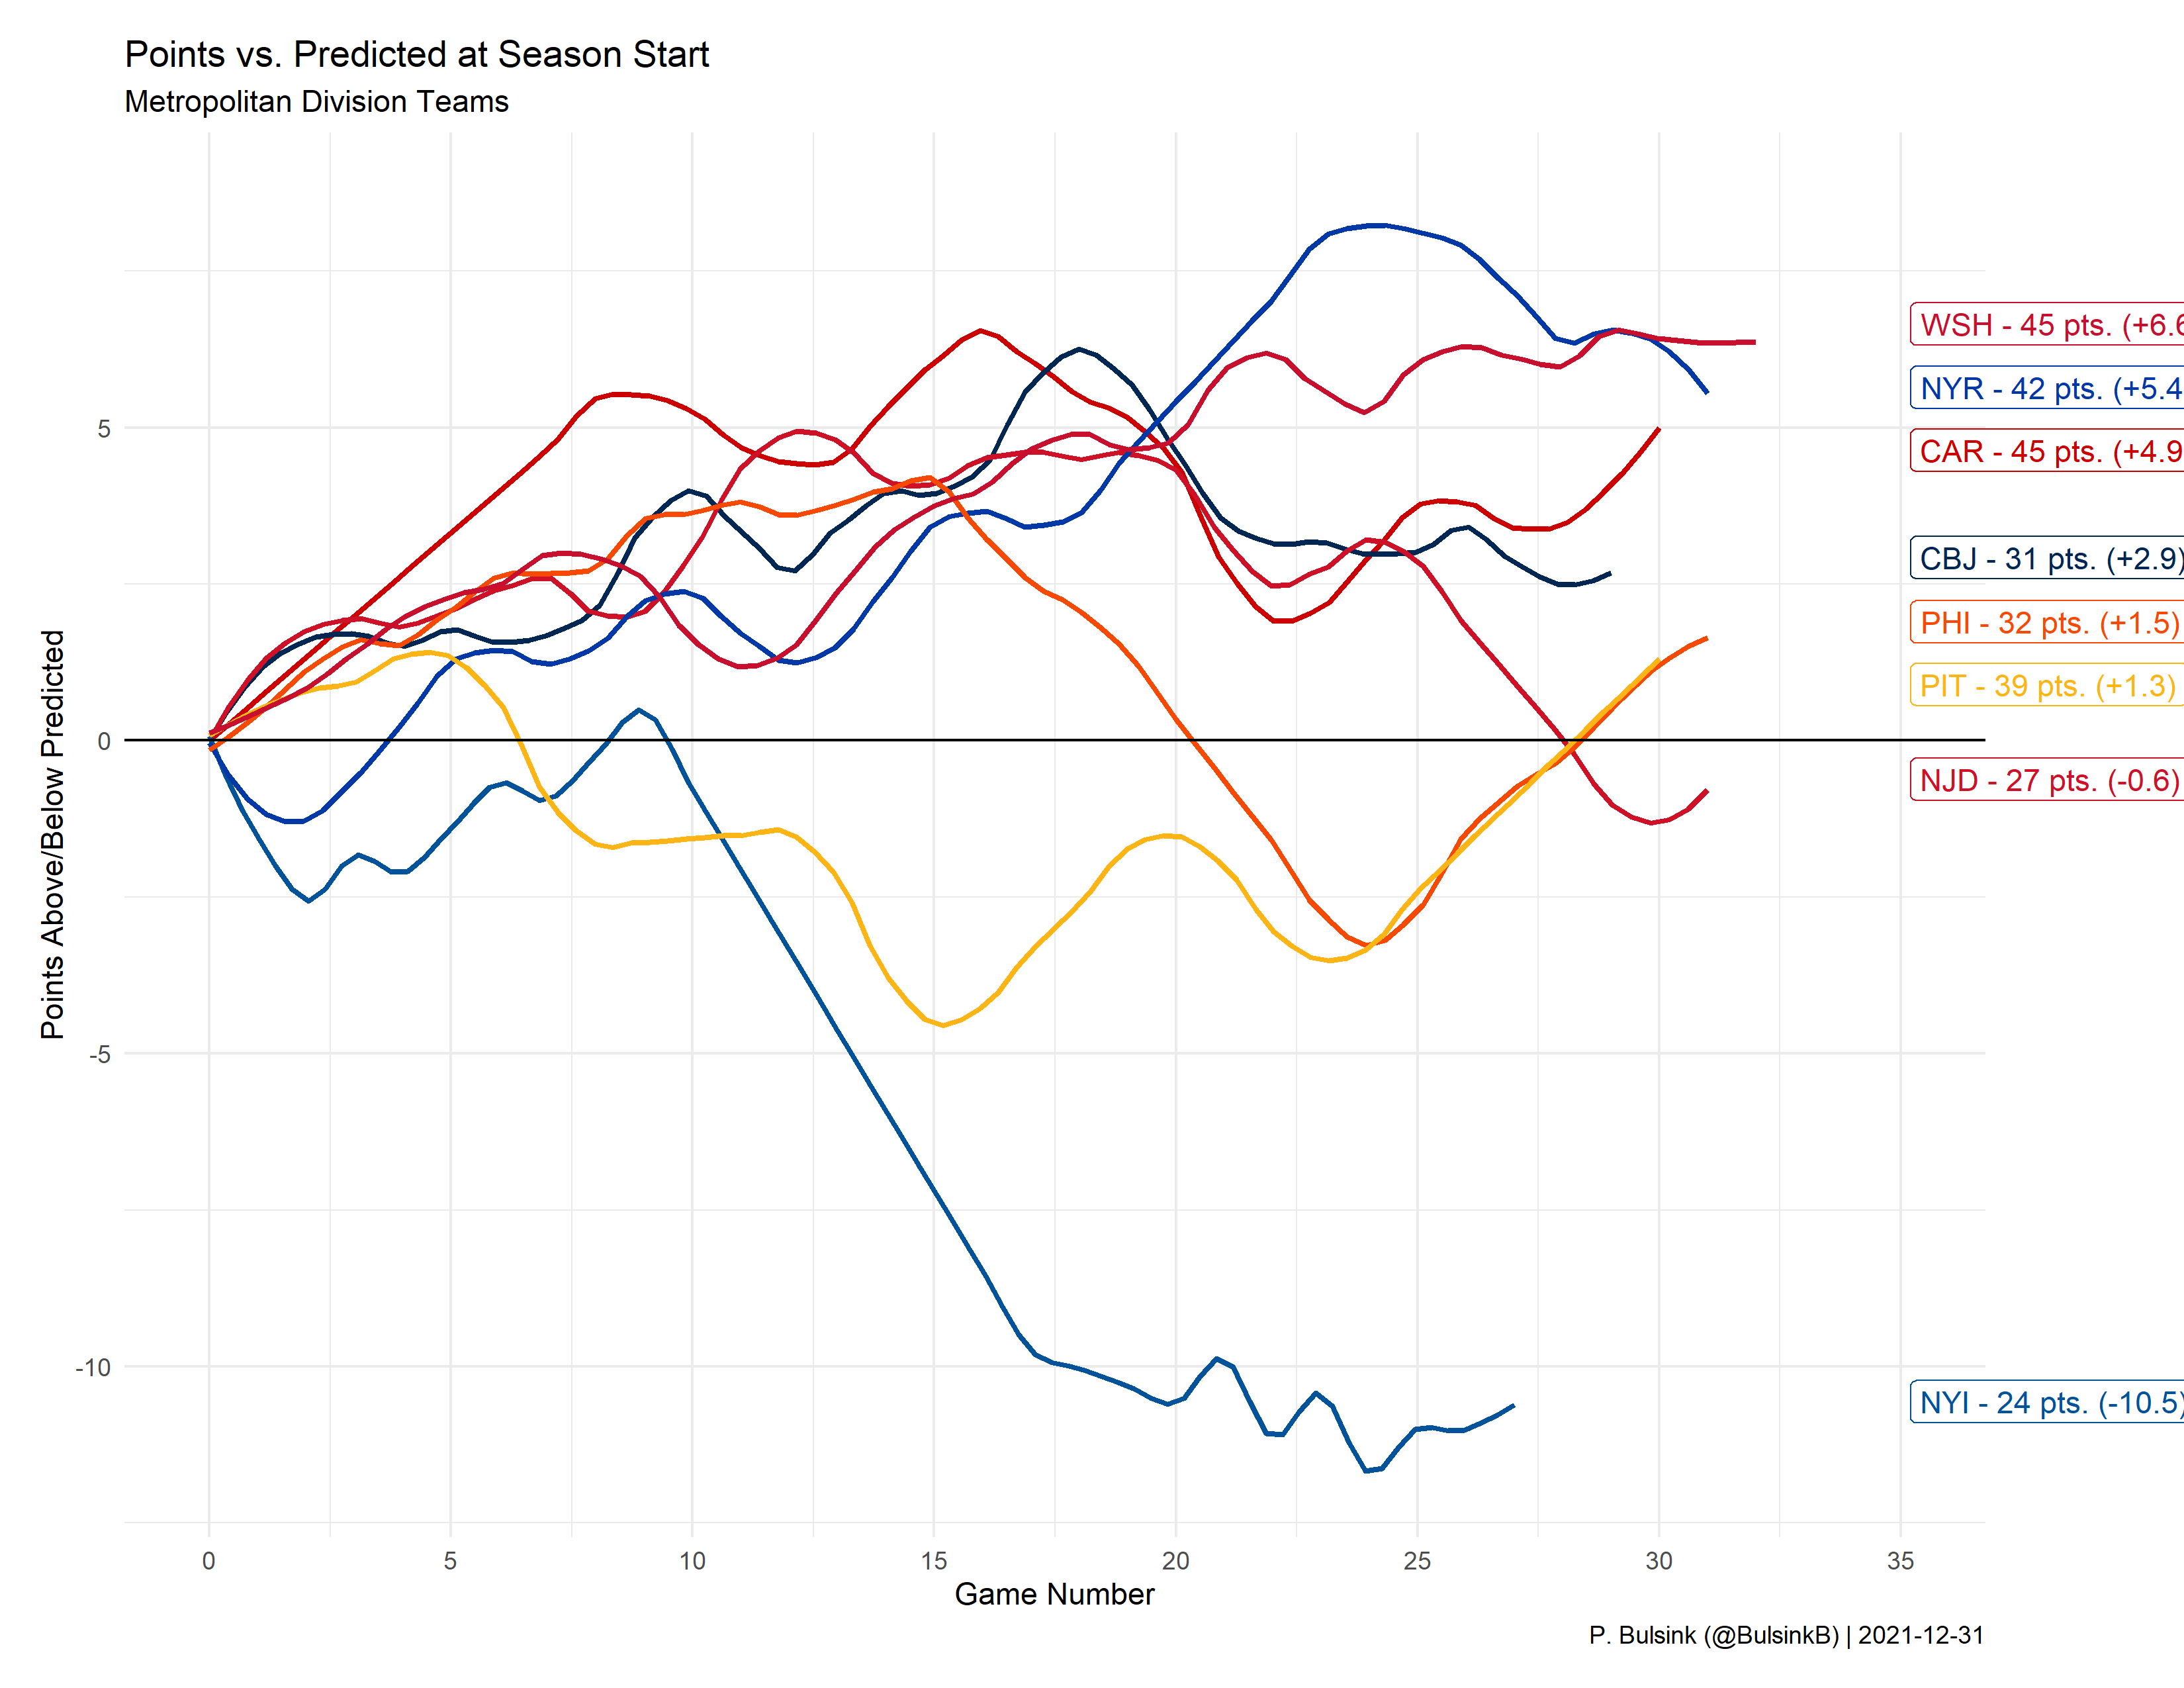 Points vs. Predicted at Season Start
Metropolitan Division Teams
Points Above/Below Predicted
5
0
-5
-10
WSH - 45 pts. (+6.6
NYR - 42 pts. (+5.4
CAR - 45 pts. (+4.9
CBJ - 31 pts. (+2.9)
PHI - 32 pts. (+1.5)
PIT - 39 pts. (+1.3)
NJD - 27 pts. (-0.6)
NYI - 24 pts. (-10.5)
0 5 10 15 20 25 30 35
Game Number
P. Bulsink (@BulsinkB) | 2021-12-31